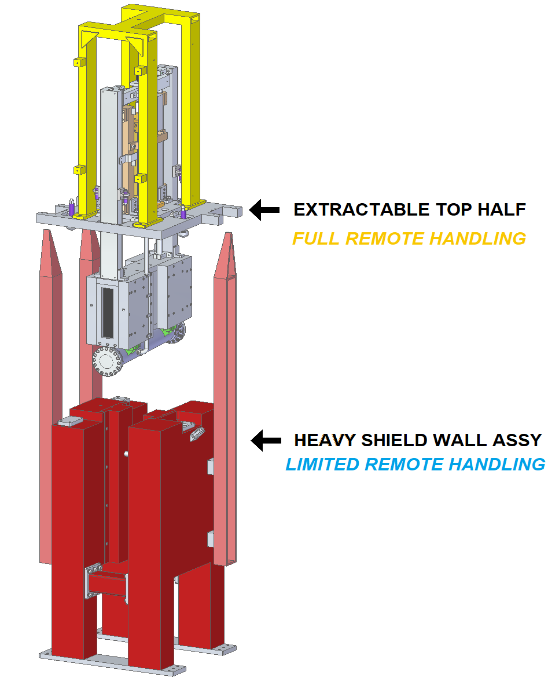 EXTRACTABLE TOP HALF
FULL REMOTE HANDLING
HEAVY SHIELD WALL ASSY
LIMITED REMOTE HANDLING